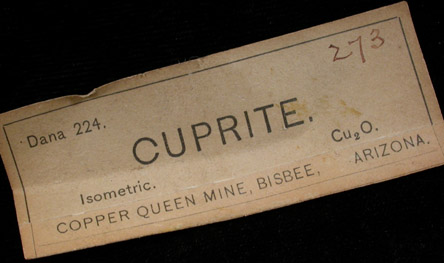 273
Dana 224.
CUPRITE.
Cu₂O.
Isometric.
COPPER QUEEN MINE, BISBEE, ARIZONA.